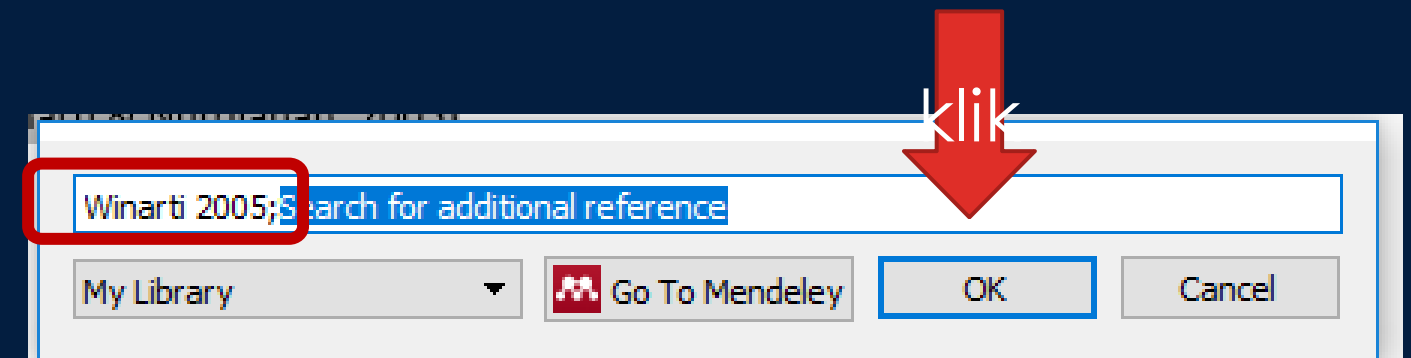 klik
Winarti 2005;Search for additional reference
My Library
Go To Mendeley
OK
Cancel